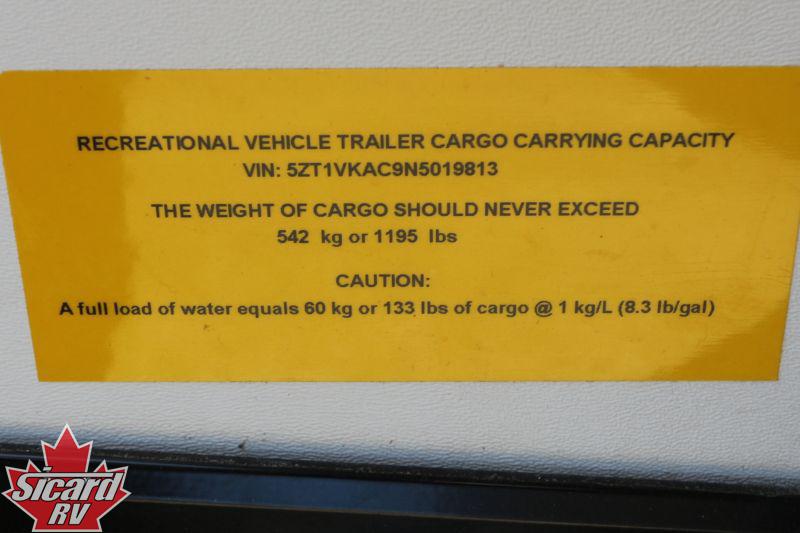 RECREATIONAL VEHICLE TRAILER CARGO CARRYING CAPACITY
VIN: 5ZT1VKAC9N5019813
THE WEIGHT OF CARGO SHOULD NEVER EXCEED
542 kg or 1195 lbs
CAUTION:
A full load of water equals 60 kg or 133 lbs of cargo @ 1 kg/L (8.3 lb/gal)
Sicard
RV